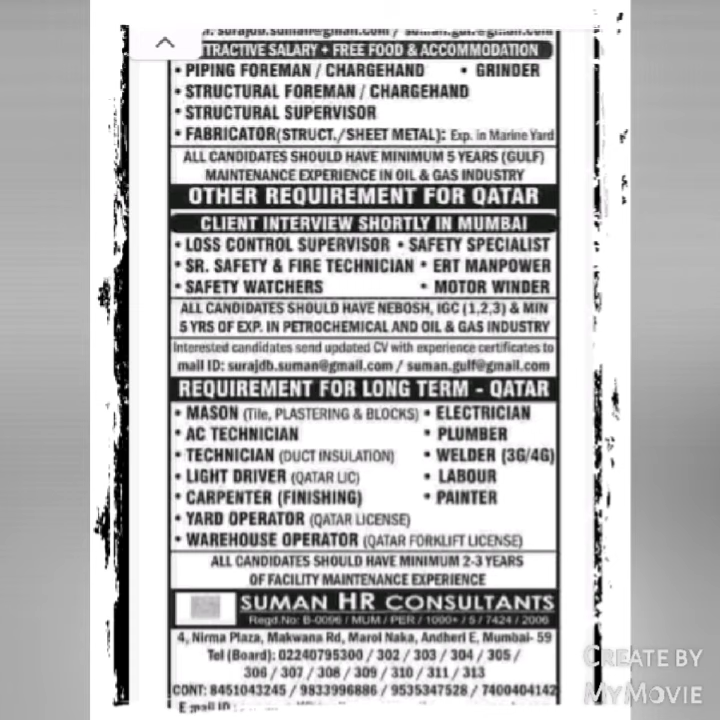 surajdb.suman@gmail.com / suman.gulf@gmail.com
TTRACTIVE SALARY + FREE FOOD & ACCOMMODATION
• PIPING FOREMAN / CHARGEHAND • GRINDER
• STRUCTURAL FOREMAN / CHARGEHAND
• STRUCTURAL SUPERVISOR
• FABRICATOR(STRUCT./SHEET METAL): Exp. in Marine Yard
ALL CANDIDATES SHOULD HAVE MINIMUM 5 YEARS (GULF)
MAINTENANCE EXPERIENCE IN OIL & GAS INDUSTRY
OTHER REQUIREMENT FOR QATAR
CLIENT INTERVIEW SHORTLY IN MUMBAI
• LOSS CONTROL SUPERVISOR • SAFETY SPECIALIST
• SR. SAFETY & FIRE TECHNICIAN • ERT MANPOWER
• SAFETY WATCHERS • MOTOR WINDER
ALL CANDIDATES SHOULD HAVE NEBOSH, IGC (1,2,3) & MIN
5 YRS OF EXP. IN PETROCHEMICAL AND OIL & GAS INDUSTRY
Interested candidates send updated CV with experience certificates to
mail ID: surajdb.suman@gmail.com / suman.gulf@gmail.com
REQUIREMENT FOR LONG TERM - QATAR
• MASON (Tile, PLASTERING & BLOCKS) • ELECTRICIAN
• AC TECHNICIAN • PLUMBER
• TECHNICIAN (DUCT INSULATION) • WELDER (3G/4G)
• LIGHT DRIVER (QATAR LIC) • LABOUR
• CARPENTER (FINISHING) • PAINTER
• YARD OPERATOR (QATAR LICENSE)
• WAREHOUSE OPERATOR (QATAR FORKLIFT LICENSE)
ALL CANDIDATES SHOULD HAVE MINIMUM 2-3 YEARS
OF FACILITY MAINTENANCE EXPERIENCE
SUMAN HR CONSULTANTS
Regd.No: B-0096 / MUM / PER / 1000+ / 5 / 7424 / 2006
4, Nirma Plaza, Makwana Rd, Marol Naka, Andheri E, Mumbai- 59
Tel (Board): 02240795300 / 302 / 303 / 304 / 305 /
306 / 307 / 308 / 309 / 310 / 311 / 313
CONT: 8451043245 / 9833996886 / 9535347528 / 7400404142
CREATE BY
MYMOVIE